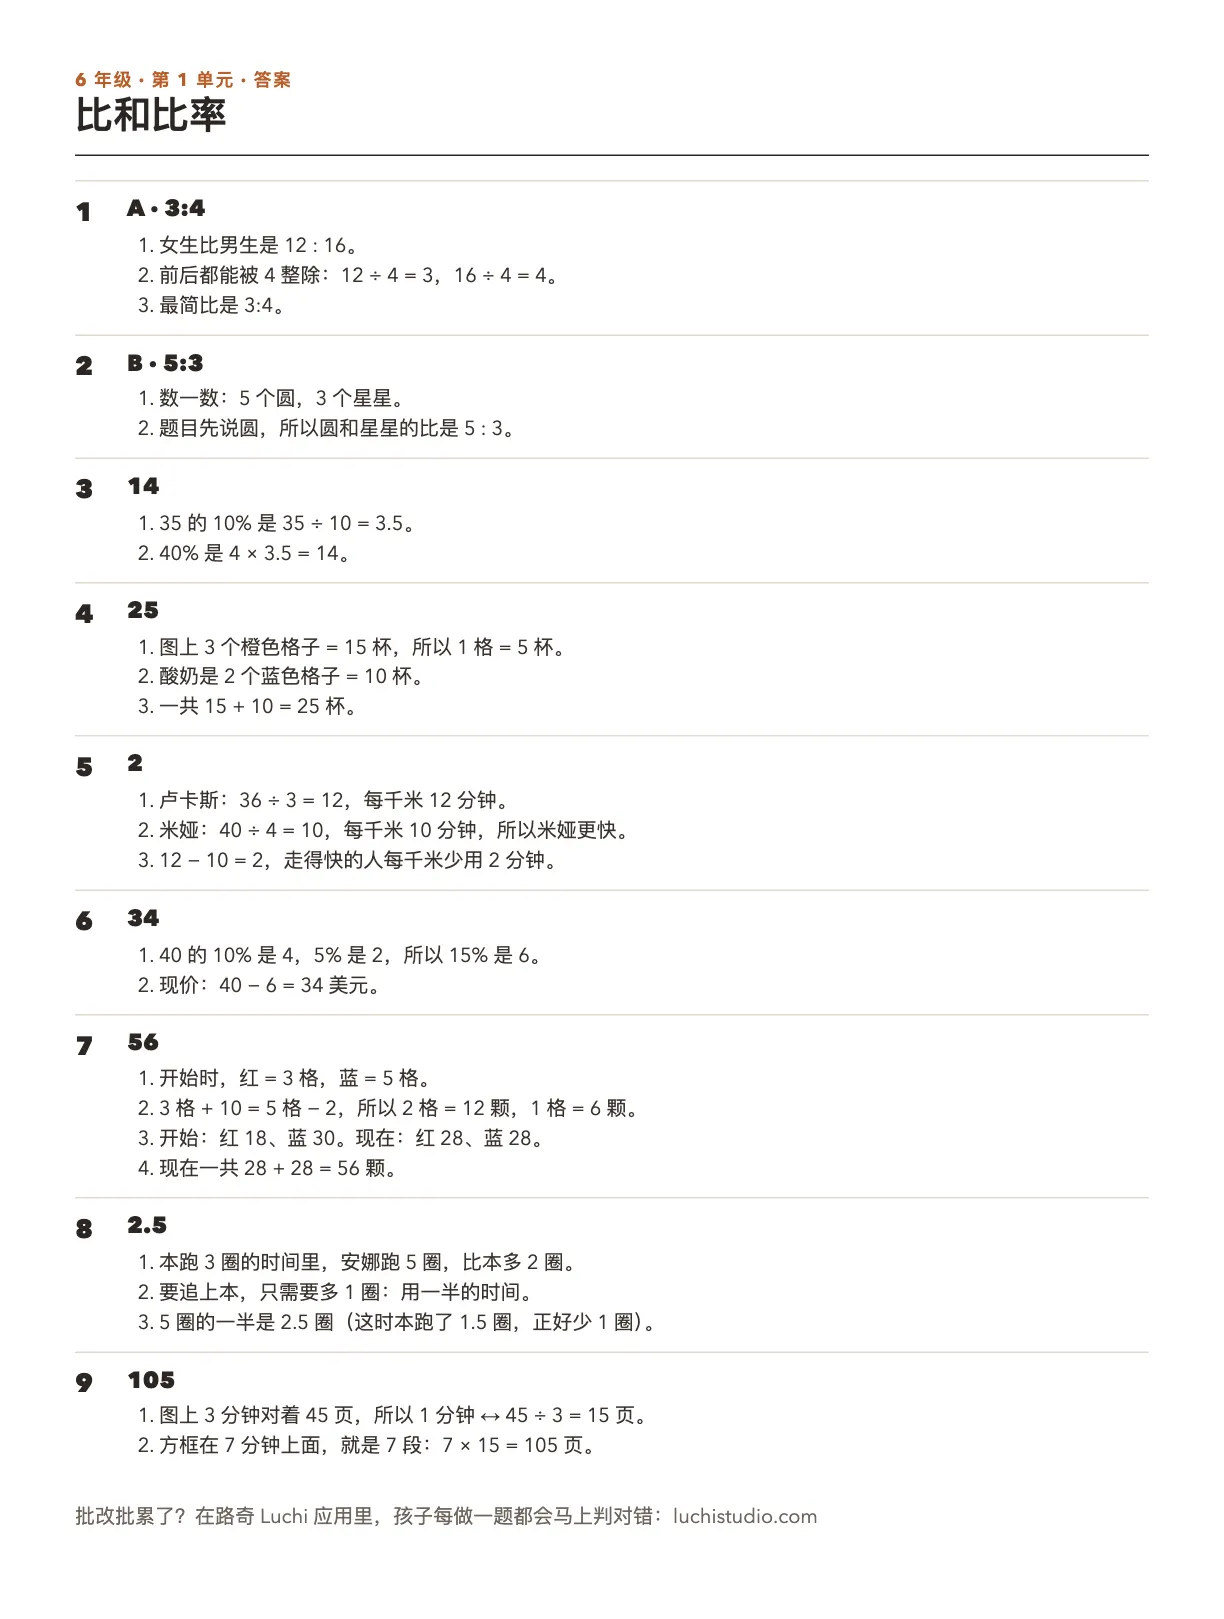 6 年级 · 第 1 单元 · 答案
比和比率
1 A · 3:4
1. 女生比男生是 12 : 16。
2. 前后都能被 4 整除：12 ÷ 4 = 3，16 ÷ 4 = 4。
3. 最简比是 3:4。
2 B · 5:3
1. 数一数：5 个圆，3 个星星。
2. 题目先说圆，所以圆和星星的比是 5 : 3。
3 14
1. 35 的 10% 是 35 ÷ 10 = 3.5。
2. 40% 是 4 × 3.5 = 14。
4 25
1. 图上 3 个橙色格子 = 15 杯，所以 1 格 = 5 杯。
2. 酸奶是 2 个蓝色格子 = 10 杯。
3. 一共 15 + 10 = 25 杯。
5 2
1. 卢卡斯：36 ÷ 3 = 12，每千米 12 分钟。
2. 米娅：40 ÷ 4 = 10，每千米 10 分钟，所以米娅更快。
3. 12 − 10 = 2，走得快的人每千米少用 2 分钟。
6 34
1. 40 的 10% 是 4，5% 是 2，所以 15% 是 6。
2. 现价：40 − 6 = 34 美元。
7 56
1. 开始时，红 = 3 格，蓝 = 5 格。
2. 3 格 + 10 = 5 格 − 2，所以 2 格 = 12 颗，1 格 = 6 颗。
3. 开始：红 18、蓝 30。现在：红 28、蓝 28。
4. 现在一共 28 + 28 = 56 颗。
8 2.5
1. 本跑 3 圈的时间里，安娜跑 5 圈，比本多 2 圈。
2. 要追上本，只需要多 1 圈：用一半的时间。
3. 5 圈的一半是 2.5 圈（这时本跑了 1.5 圈，正好少 1 圈）。
9 105
1. 图上 3 分钟对着 45 页，所以 1 分钟 ↔ 45 ÷ 3 = 15 页。
2. 方框在 7 分钟上面，就是 7 段：7 × 15 = 105 页。
批改批累了？在路奇 Luchi 应用里，孩子每做一题都会马上判对错：luchistudio.com